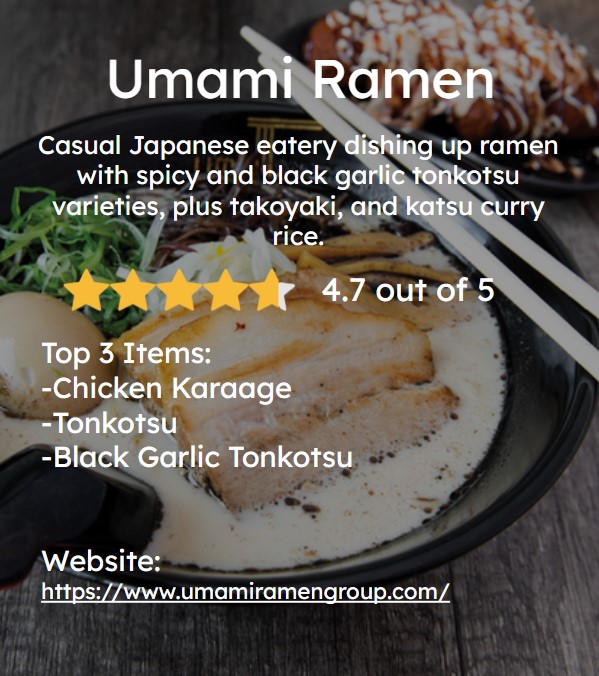 Umami Ramen
Casual Japanese eatery dishing up ramen
with spicy and black garlic tonkotsu
varieties, plus takoyaki, and katsu curry
rice.
4.7 out of 5
Top 3 Items:
-Chicken Karaage
-Tonkotsu
-Black Garlic Tonkotsu
Website:
https://www.umamiramengroup.com/